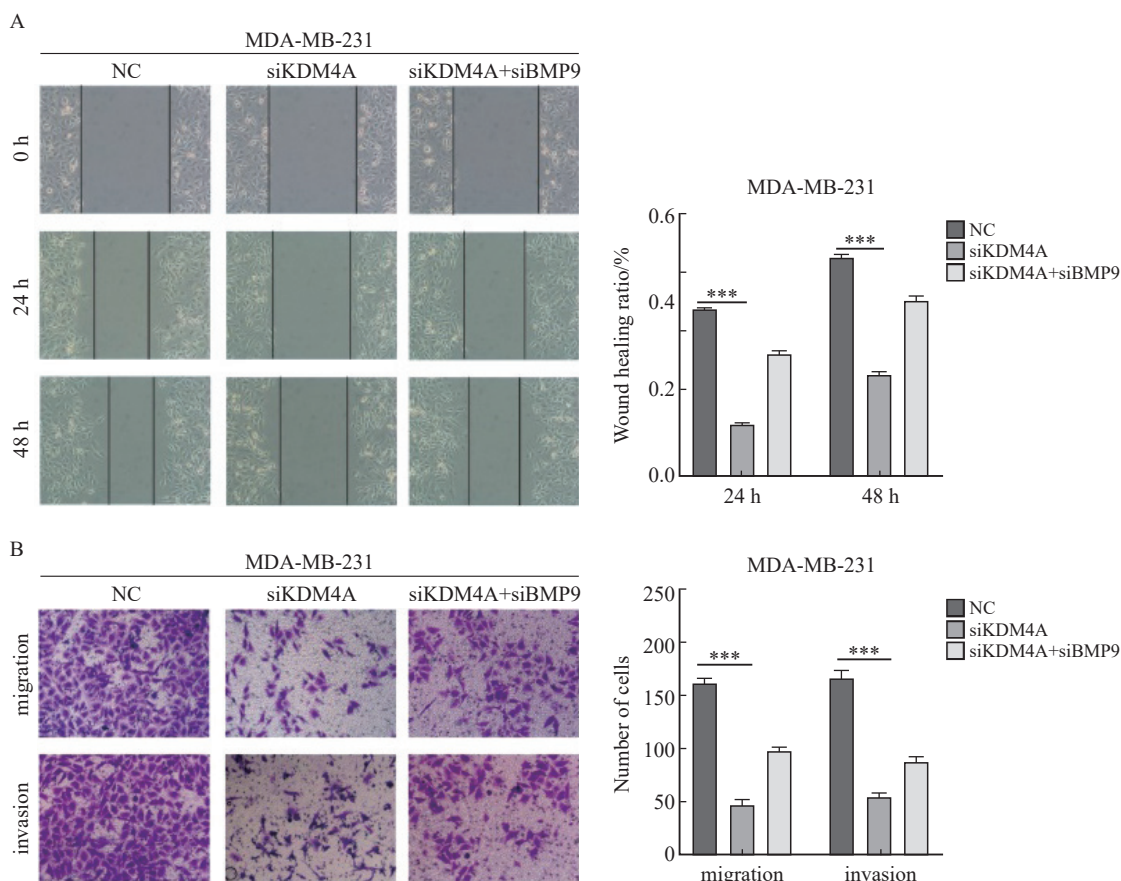 A
MDA-MB-231
NC siKDM4A siKDM4A+siBMP9
0 h
24 h
48 h
MDA-MB-231
Wound healing ratio/%
0.6
0.4
0.2
0.0
24 h 48 h
***
***
NC
siKDM4A
siKDM4A+siBMP9
B
MDA-MB-231
NC siKDM4A siKDM4A+siBMP9
migration
invasion
MDA-MB-231
Number of cells
250
200
150
100
50
0
migration invasion
***
***
NC
siKDM4A
siKDM4A+siBMP9